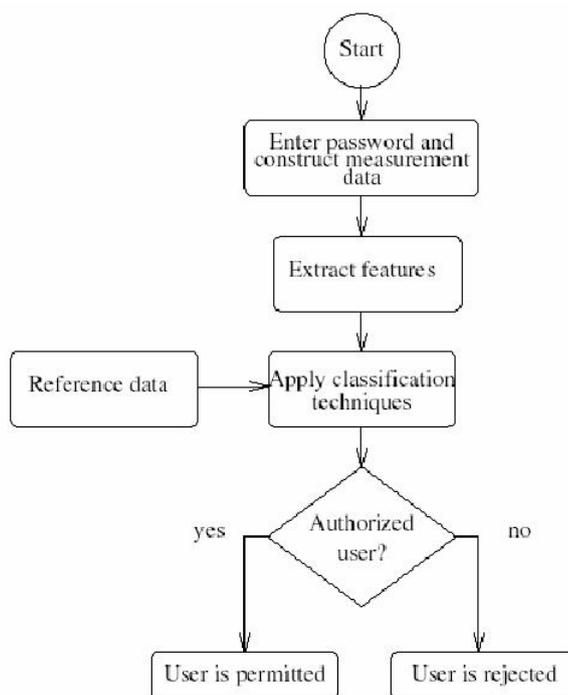 Start
Enter password and
construct measurement
data
Extract features
Reference data
Apply classification
techniques
Authorized
user?
yes
no
User is permitted
User is rejected